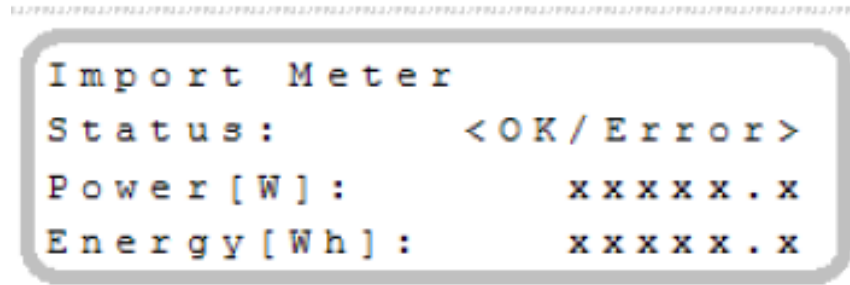 Import Meter
Status: <OK/Error>
Power[W]: xxxxx.x
Energy[Wh]: xxxxx.x